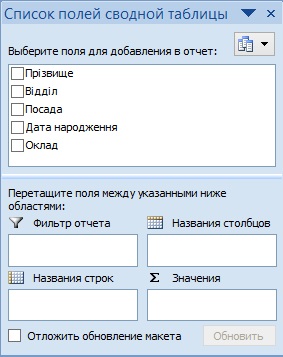 Список полей сводной таблицы
Выберите поля для добавления в отчет:
Прізвище
Відділ
Посада
Дата народження
Оклад
Перетащите поля между указанными ниже
областями:
Фильтр отчета
Названия столбцов
Названия строк
Σ Значения
Отложить обновление макета
Обновить